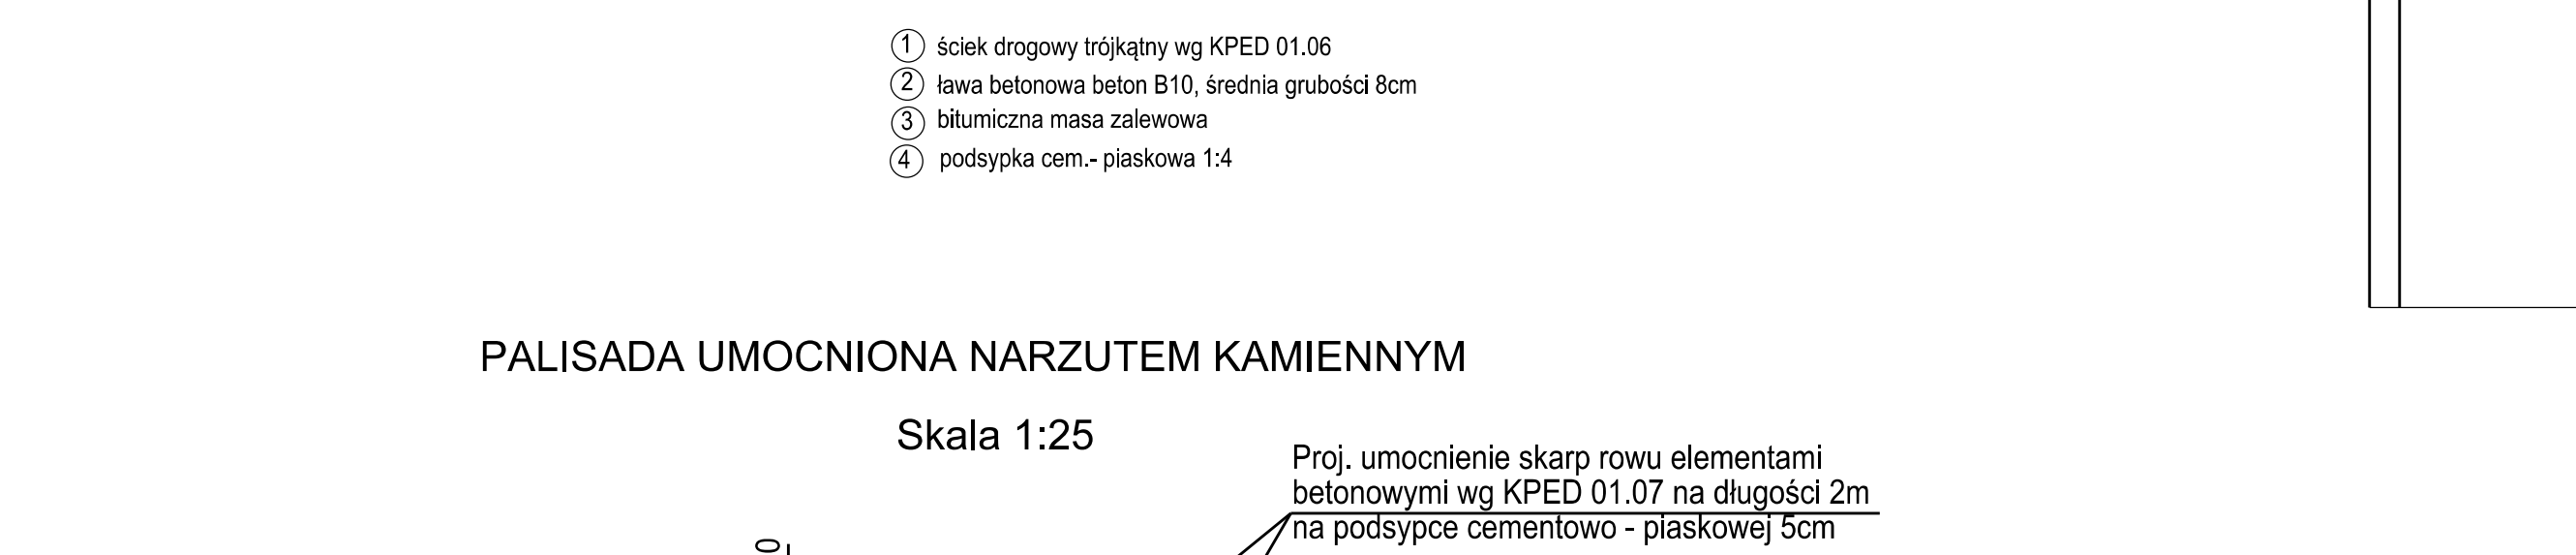 1 ściek drogowy trójkątny wg KPED 01.06
2 ława betonowa beton B10, średnia grubości 8cm
3 bitumiczna masa zalewowa
4 podsypka cem.- piaskowa 1:4
PALISADA UMOCNIONA NARZUTEM KAMIENNYM
Skala 1:25
Proj. umocnienie skarp rowu elementami
betonowymi wg KPED 01.07 na długości 2m
na podsypce cementowo - piaskowej 5cm
0